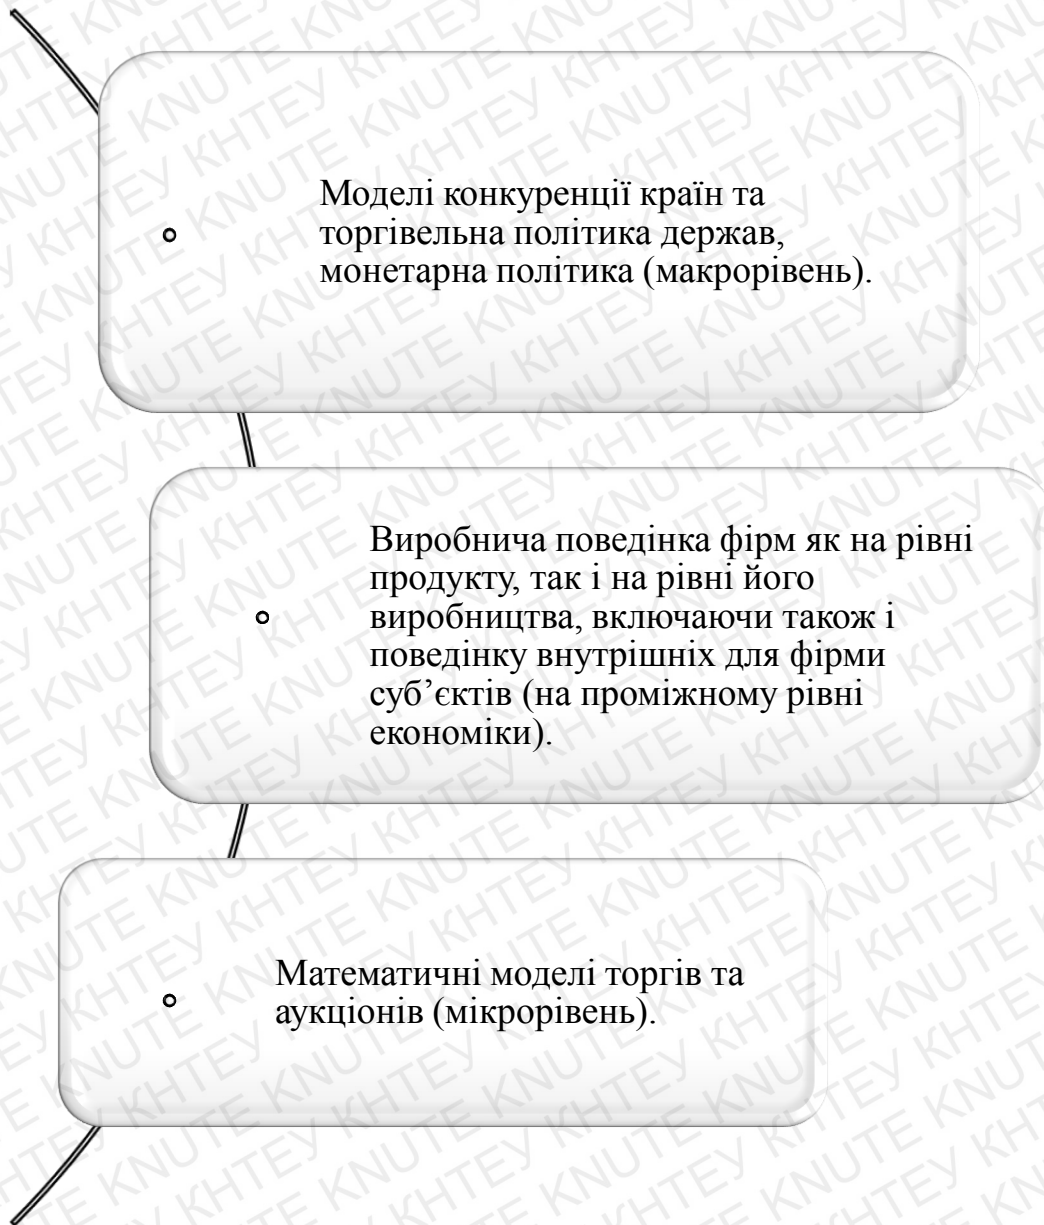 Моделі конкуренції країн та
торгівельна політика держав,
монетарна політика (макрорівень).
Виробнича поведінка фірм як на рівні
продукту, так і на рівні його
виробництва, включаючи також і
поведінку внутрішніх для фірми
суб’єктів (на проміжному рівні
економіки).
Математичні моделі торгів та
аукціонів (мікрорівень).